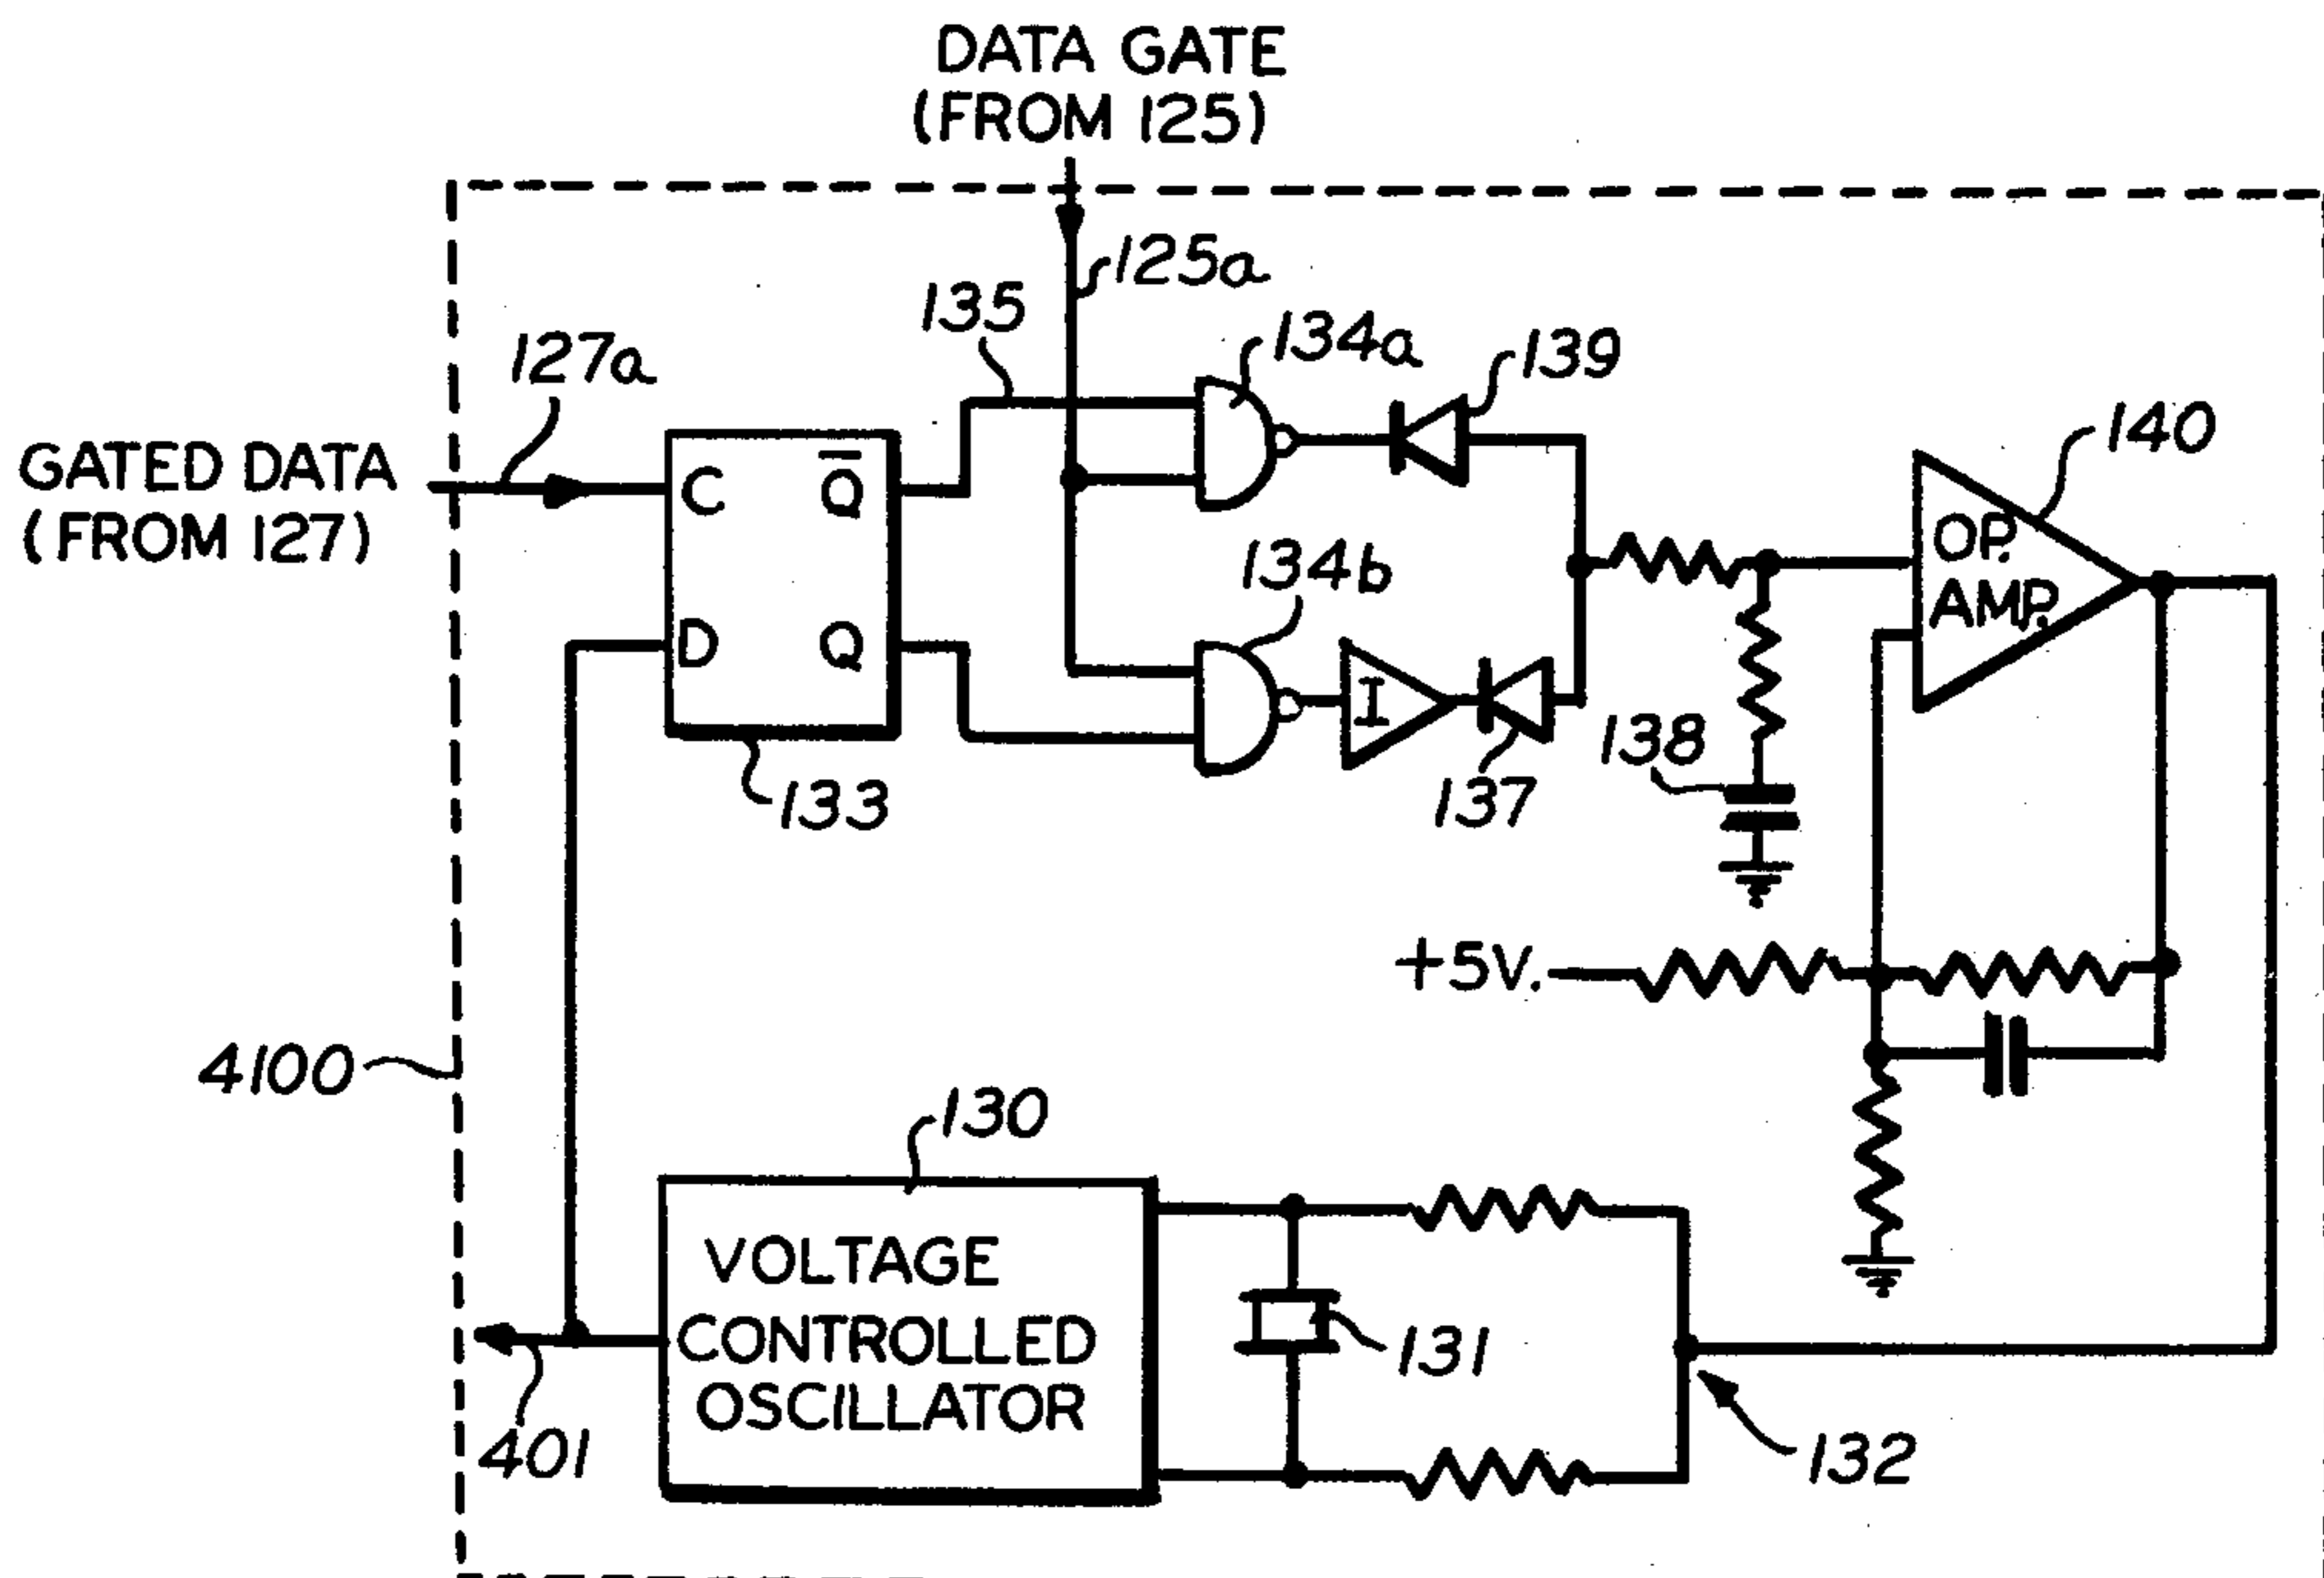 DATA GATE
(FROM 125)
125a
135
134a
139
127a
140
GATED DATA
(FROM 127)
C
Q̅
OP.
AMP.
134b
D
Q
I
138
133
137
+5V.
4100
130
VOLTAGE
CONTROLLED
OSCILLATOR
131
401
132